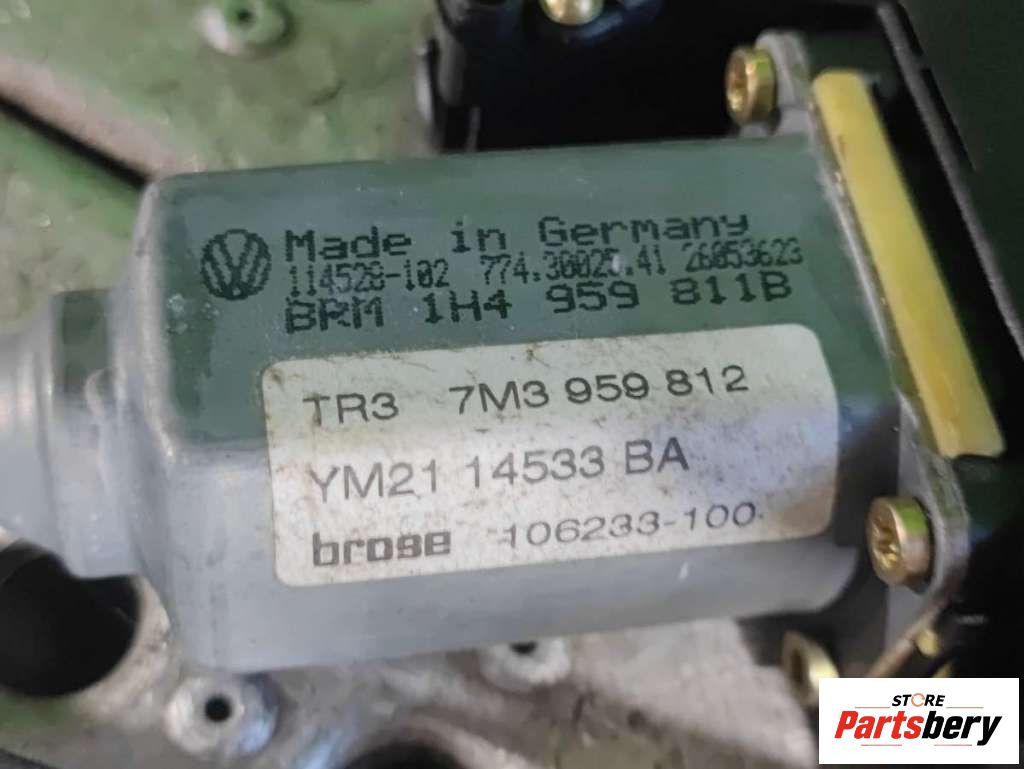 Made in Germany
114528-102 774.30025.41 26053623
BRM 1H4 959 811B
TR3 7M3 959 812
YM21 14533 BA
brose 106233-100
STORE
Partsbery